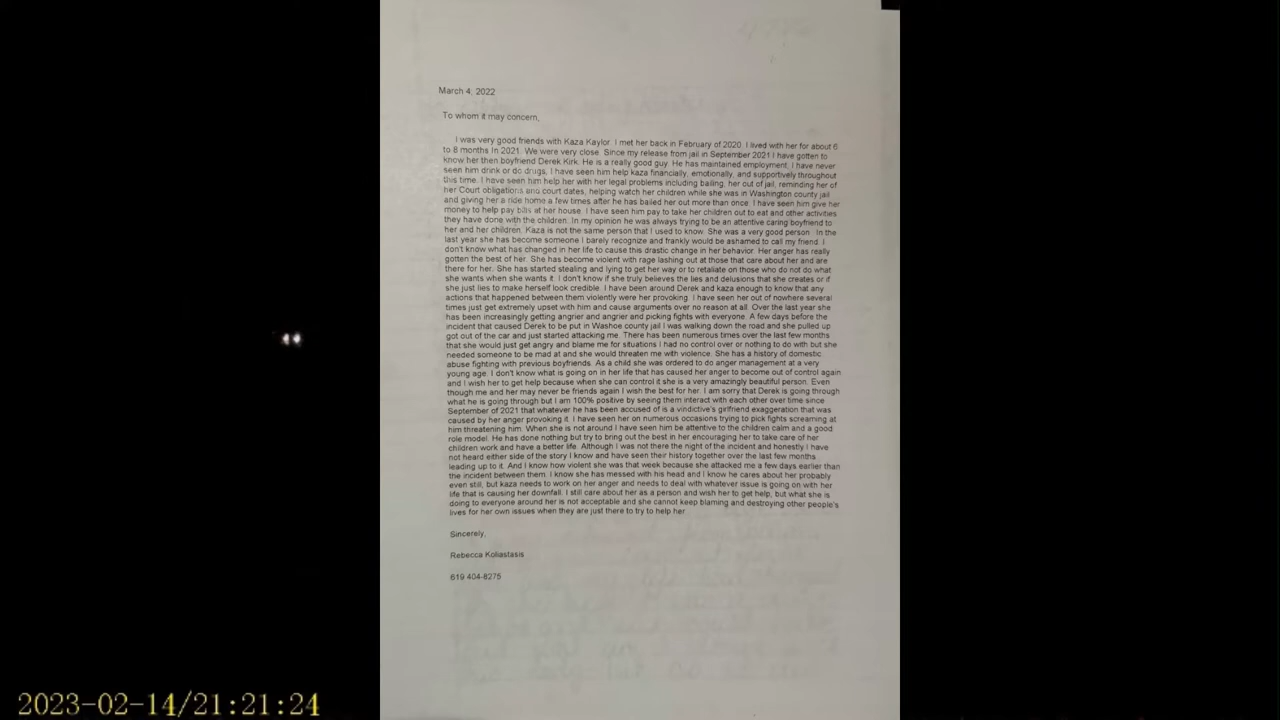 March 4, 2022
To whom it may concern,
I was very good friends with Kaza Kaylor. I met her back in February of 2020. I lived with her for about 6
to 8 months In 2021. We were very close. Since my release from jail in September 2021 I have gotten to
know her then boyfriend Derek Kirk. He is a really good guy. He has maintained employment, I have never
seen him drink or do drugs, I have seen him help kaza financially, emotionally, and supportively throughout
this time. I have seen him help her with her legal problems including bailing, her out of jail, reminding her of
her Court obligations and court dates, helping watch her children while she was in Washington county jail
and giving her a ride home a few times after he has bailed her out more than once. I have seen him give her
money to help pay bills at her house. I have seen him pay to take her children out to eat and other activities
they have done with the children. In my opinion he was always trying to be an attentive caring boyfriend to
her and her children. Kaza is not the same person that I used to know. She was a very good person. In the
last year she has become someone I barely recognize and frankly would be ashamed to call my friend. I
don't know what has changed in her life to cause this drastic change in her behavior. Her anger has really
gotten the best of her. She has become violent with rage lashing out at those that care about her and are
there for her. She has started stealing and lying to get her way or to retaliate on those who do not do what
she wants when she wants it. I don't know if she truly believes the lies and delusions that she creates or if
she just lies to make herself look credible. I have been around Derek and kaza enough to know that any
actions that happened between them violently were her provoking. I have seen her out of nowhere several
times just get extremely upset with him and cause arguments over no reason at all. Over the last year she
has been increasingly getting angrier and angrier and picking fights with everyone. A few days before the
incident that caused Derek to be put in Washoe county jail I was walking down the road and she pulled up
got out of the car and just started attacking me. There has been numerous times over the last few months
that she would just get angry and blame me for situations I had no control over or nothing to do with but she
needed someone to be mad at and she would threaten me with violence. She has a history of domestic
abuse fighting with previous boyfriends. As a child she was ordered to do anger management at a very
young age. I don't know what is going on in her life that has caused her anger to become out of control again
and I wish her to get help because when she can control it she is a very amazingly beautiful person. Even
though me and her may never be friends again I wish the best for her. I am sorry that Derek is going through
what he is going through but I am 100% positive by seeing them interact with each other over time since
September of 2021 that whatever he has been accused of is a vindictive's girlfriend exaggeration that was
caused by her anger provoking it. I have seen her on numerous occasions trying to pick fights screaming at
him threatening him. When she is not around I have seen him be attentive to the children calm and a good
role model. He has done nothing but try to bring out the best in her encouraging her to take care of her
children work and have a better life. Although I was not there the night of the incident and honestly I have
not heard either side of the story I know and have seen their history together over the last few months
leading up to it. And I know how violent she was that week because she attacked me a few days earlier than
the incident between them. I know she has messed with his head and I know he cares about her probably
even still, but kaza needs to work on her anger and needs to deal with whatever issue is going on with her
life that is causing her downfall. I still care about her as a person and wish her to get help, but what she is
doing to everyone around her is not acceptable and she cannot keep blaming and destroying other people's
lives for her own issues when they are just there to try to help her
Sincerely,
Rebecca Koliastasis
619 404-8275
2023-02-14/21:21:24